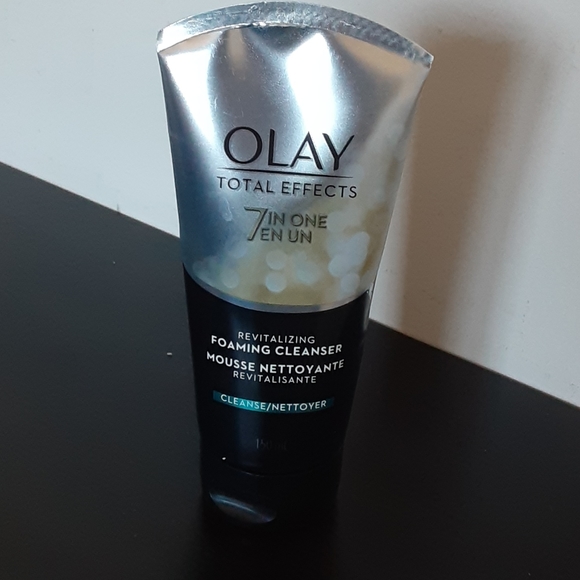 OLAY
TOTAL EFFECTS
7 IN ONE
EN UN
REVITALIZING
FOAMING CLEANSER
MOUSSE NETTOYANTE
REVITALISANTE
CLEANSE/NETTOYER